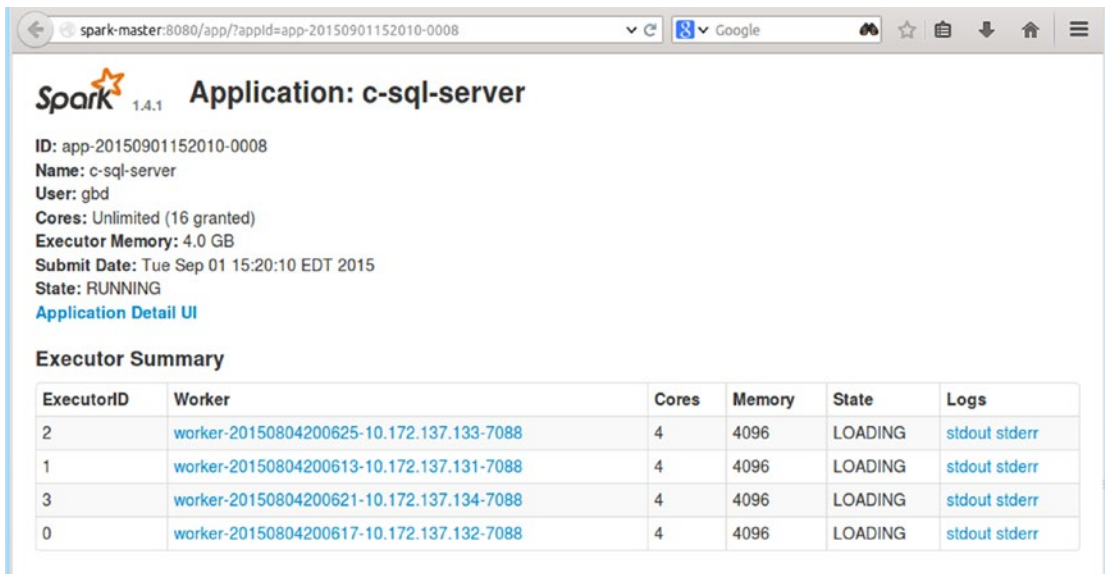 spark-master:8080/app/?appId=app-20150901152010-0008 Google
Spark 1.4.1 Application: c-sql-server
ID: app-20150901152010-0008
Name: c-sql-server
User: gbd
Cores: Unlimited (16 granted)
Executor Memory: 4.0 GB
Submit Date: Tue Sep 01 15:20:10 EDT 2015
State: RUNNING
Application Detail UI
Executor Summary
ExecutorID Worker Cores Memory State Logs
2 worker-20150804200625-10.172.137.133-7088 4 4096 LOADING stdout stderr
1 worker-20150804200613-10.172.137.131-7088 4 4096 LOADING stdout stderr
3 worker-20150804200621-10.172.137.134-7088 4 4096 LOADING stdout stderr
0 worker-20150804200617-10.172.137.132-7088 4 4096 LOADING stdout stderr